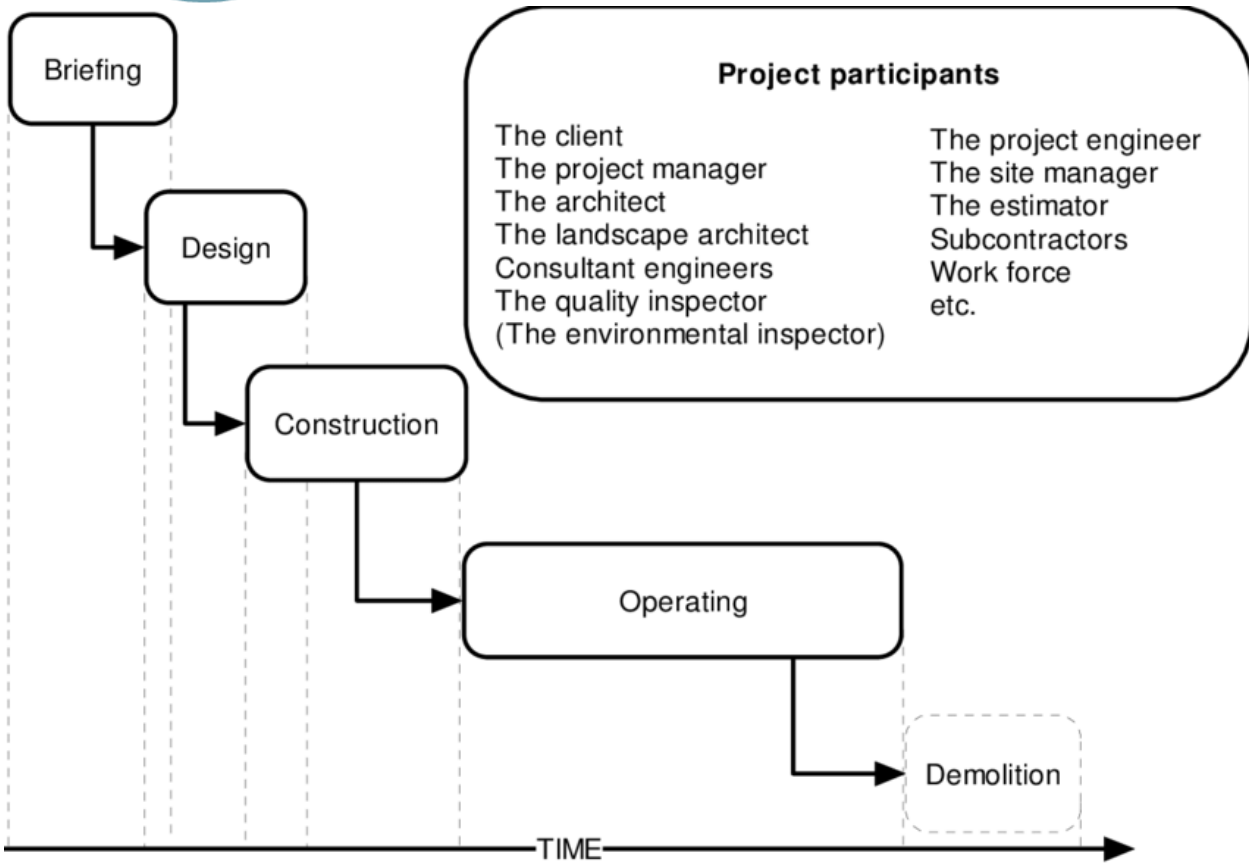 Briefing
Design
Construction
Operating
Demolition
TIME
Project participants
The client
The project manager
The architect
The landscape architect
Consultant engineers
The quality inspector
(The environmental inspector)
The project engineer
The site manager
The estimator
Subcontractors
Work force
etc.